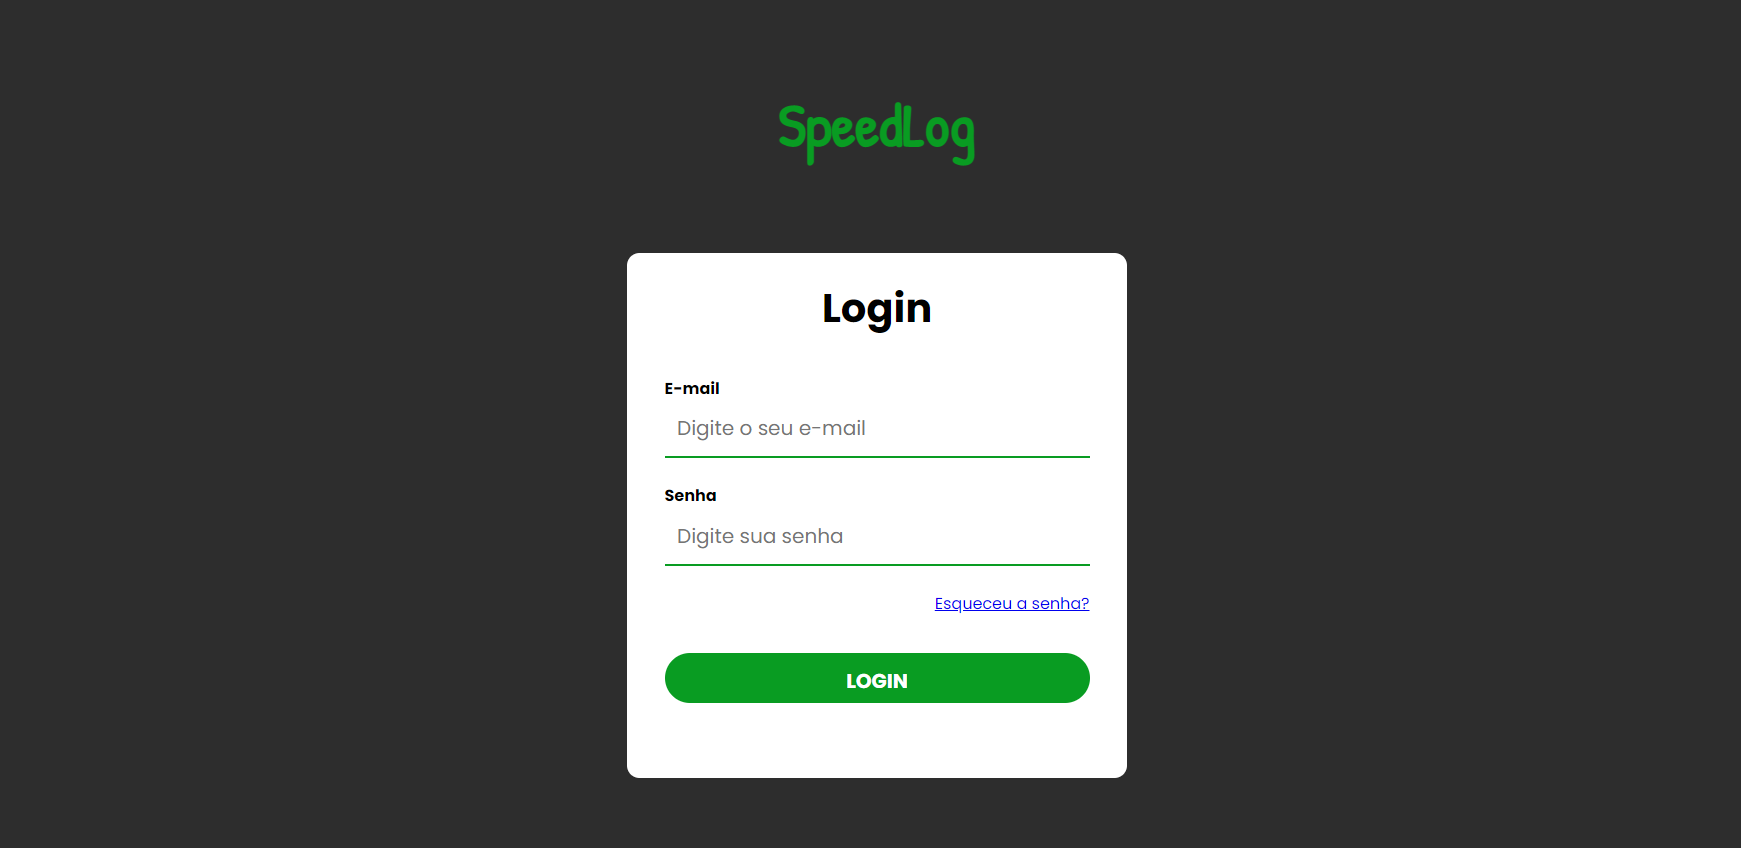 SpeedLog
Login
E-mail
Digite o seu e-mail
Senha
Digite sua senha
Esqueceu a senha?
LOGIN